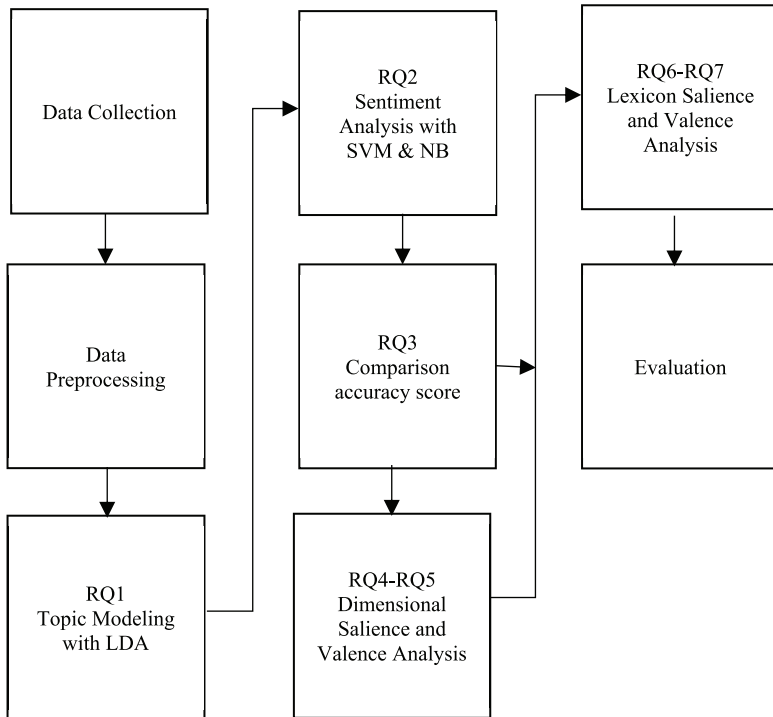 Data Collection
Data
Preprocessing
RQ1
Topic Modeling
with LDA
RQ2
Sentiment
Analysis with
SVM & NB
RQ3
Comparison
accuracy score
RQ4-RQ5
Dimensional
Salience and
Valence Analysis
RQ6-RQ7
Lexicon Salience
and Valence
Analysis
Evaluation